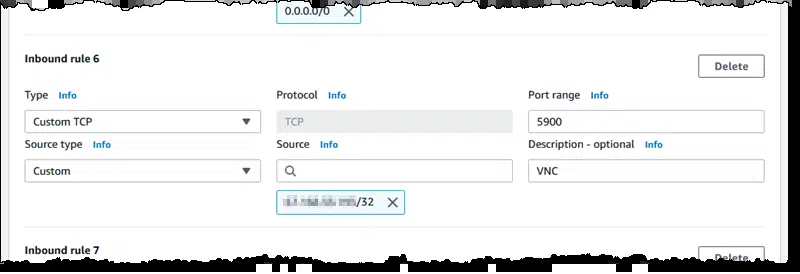 0.0.0.0/0
Inbound rule 6
Delete
Type Info Protocol Info Port range Info
Custom TCP TCP 5900
Source type Info Source Info Description - optional Info
Custom VNC
/32
Inbound rule 7
Delete